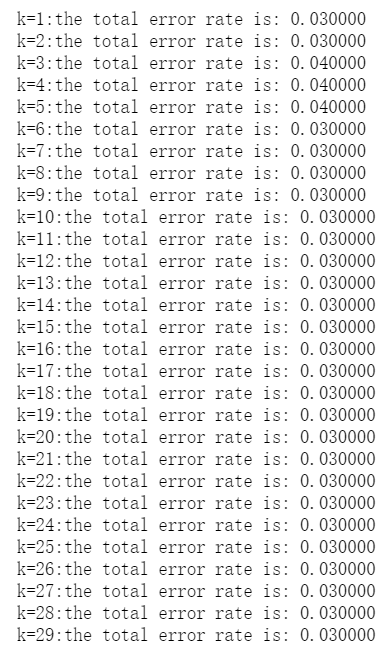 k=1:the total error rate is: 0.030000
k=2:the total error rate is: 0.030000
k=3:the total error rate is: 0.040000
k=4:the total error rate is: 0.040000
k=5:the total error rate is: 0.040000
k=6:the total error rate is: 0.030000
k=7:the total error rate is: 0.030000
k=8:the total error rate is: 0.030000
k=9:the total error rate is: 0.030000
k=10:the total error rate is: 0.030000
k=11:the total error rate is: 0.030000
k=12:the total error rate is: 0.030000
k=13:the total error rate is: 0.030000
k=14:the total error rate is: 0.030000
k=15:the total error rate is: 0.030000
k=16:the total error rate is: 0.030000
k=17:the total error rate is: 0.030000
k=18:the total error rate is: 0.030000
k=19:the total error rate is: 0.030000
k=20:the total error rate is: 0.030000
k=21:the total error rate is: 0.030000
k=22:the total error rate is: 0.030000
k=23:the total error rate is: 0.030000
k=24:the total error rate is: 0.030000
k=25:the total error rate is: 0.030000
k=26:the total error rate is: 0.030000
k=27:the total error rate is: 0.030000
k=28:the total error rate is: 0.030000
k=29:the total error rate is: 0.030000